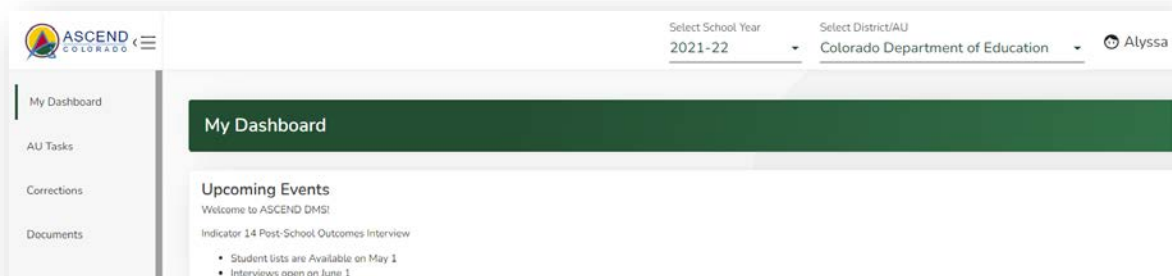 ASCEND
COLORADO
Select School Year
2021-22
Select District/AU
Colorado Department of Education
Alyssa
My Dashboard
AU Tasks
Corrections
Documents
My Dashboard
Upcoming Events
Welcome to ASCEND DMS!
Indicator 14 Post-School Outcomes Interview
• Student lists are Available on May 1
• Interviews open on June 1